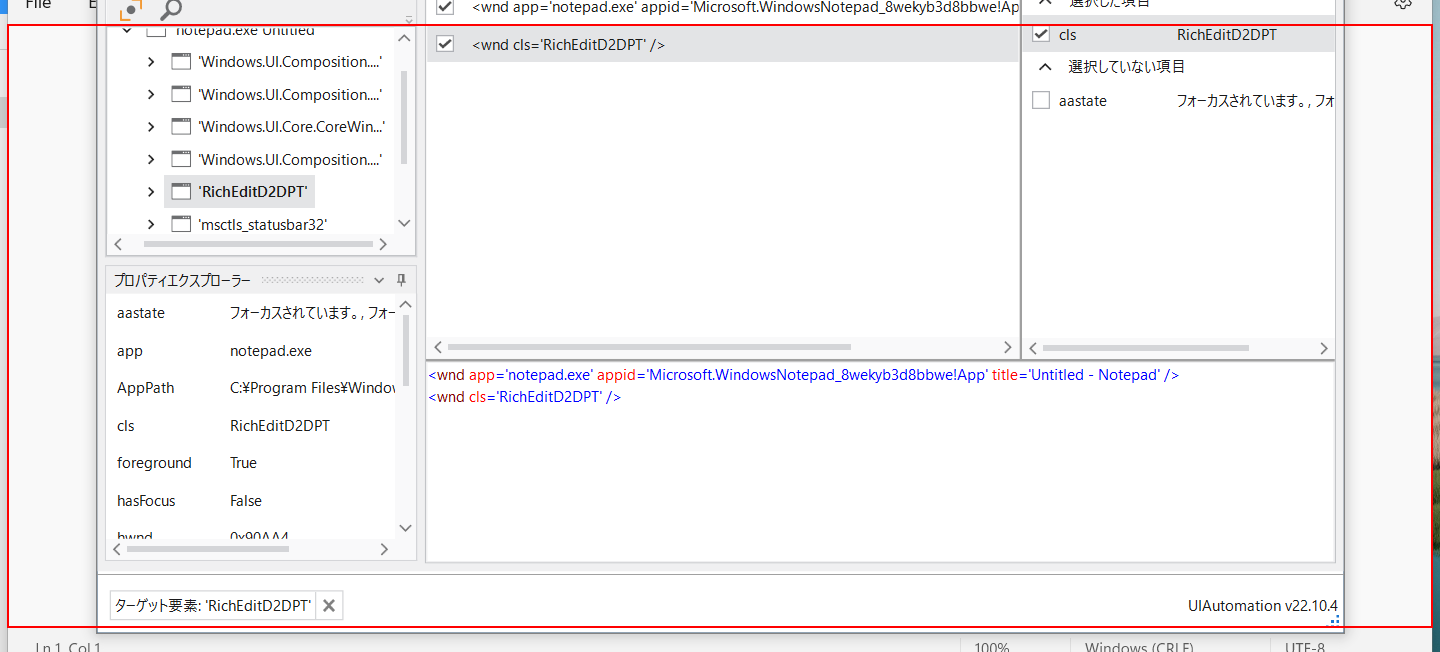 File
notepad.exe Untitled
'Windows.UI.Composition....'
'Windows.UI.Composition....'
'Windows.UI.Core.CoreWin...'
'Windows.UI.Composition....'
'RichEditD2DPT'
'msctls_statusbar32'
プロパティエクスプローラー
aastate フォーカスされています。, フォー
app notepad.exe
AppPath C:¥Program Files¥Window
cls RichEditD2DPT
foreground True
hasFocus False
hwnd 0x90AA4
<wnd app='notepad.exe' appid='Microsoft.WindowsNotepad_8wekyb3d8bbwe!Ap
<wnd cls='RichEditD2DPT' />
選択した項目
cls RichEditD2DPT
選択していない項目
aastate フォーカスされています。, フォ
<wnd app='notepad.exe' appid='Microsoft.WindowsNotepad_8wekyb3d8bbwe!App' title='Untitled - Notepad' />
<wnd cls='RichEditD2DPT' />
ターゲット要素: 'RichEditD2DPT'
UIAutomation v22.10.4
Ln 1, Col 1 100% Windows (CRLF) UTF-8